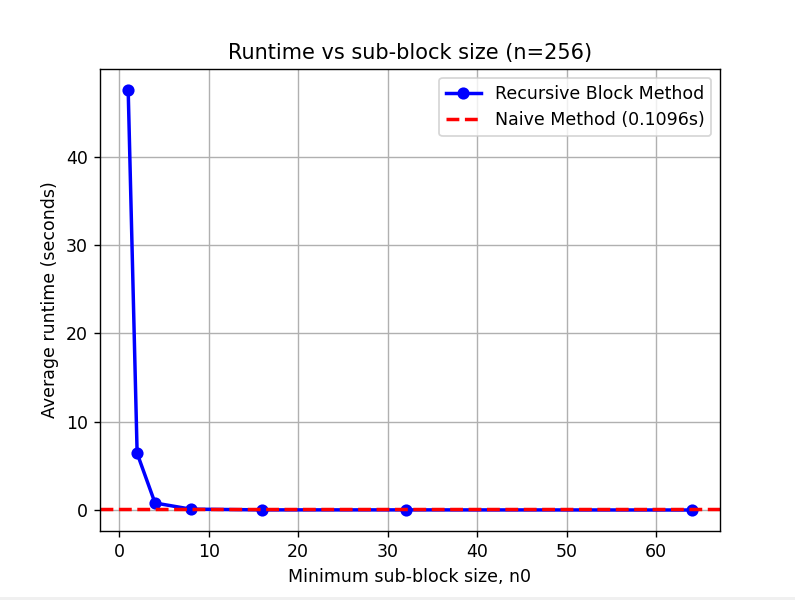 Runtime vs sub-block size (n=256)
Recursive Block Method
Naive Method (0.1096s)
Average runtime (seconds)
40
30
20
10
0
0 10 20 30 40 50 60
Minimum sub-block size, n0